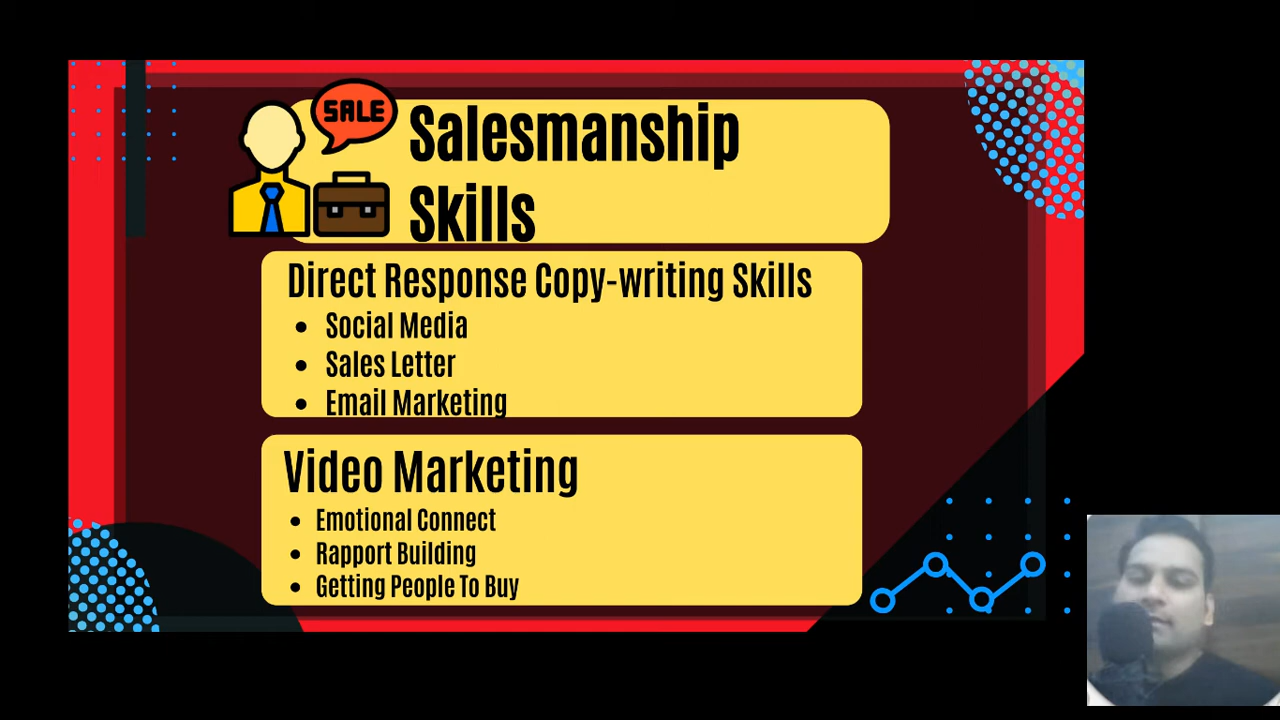 SALE
Salesmanship
Skills
Direct Response Copy-writing Skills
• Social Media
• Sales Letter
• Email Marketing
Video Marketing
• Emotional Connect
• Rapport Building
• Getting People To Buy